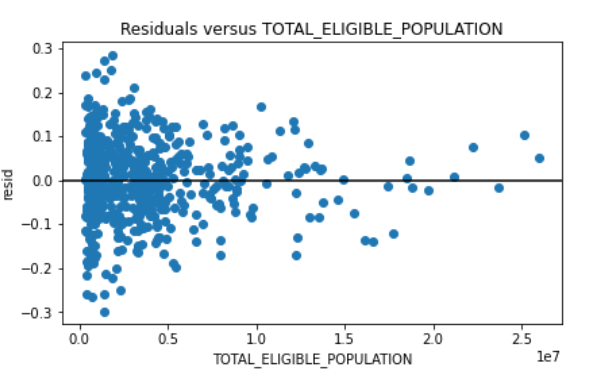 Residuals versus TOTAL_ELIGIBLE_POPULATION
0.3
0.2
0.1
0.0
−0.1
−0.2
−0.3
resid
0.0 0.5 1.0 1.5 2.0 2.5
1e7
TOTAL_ELIGIBLE_POPULATION